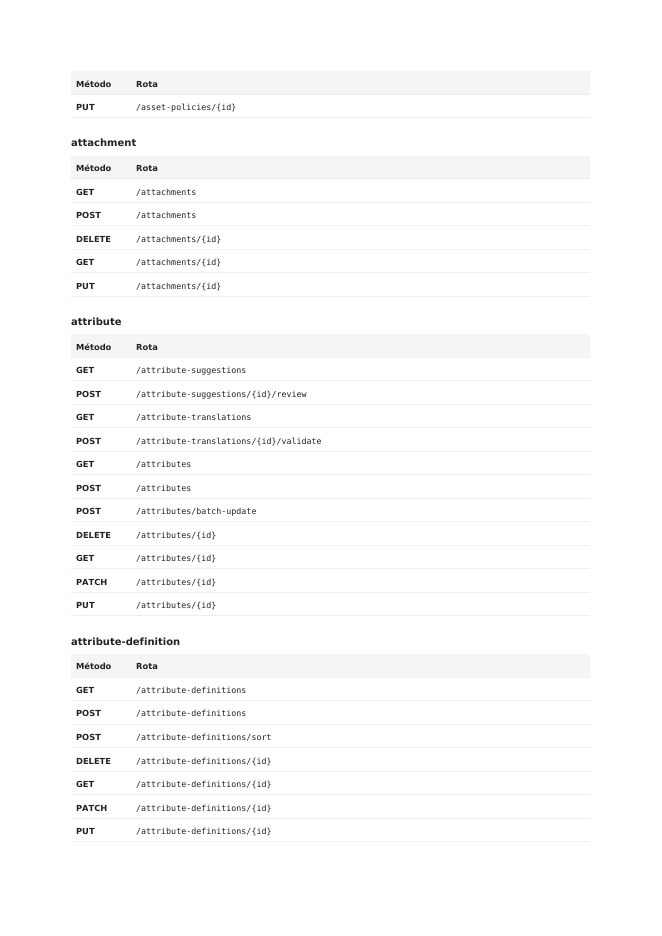 Método Rota
PUT /asset-policies/{id}
attachment
Método Rota
GET /attachments
POST /attachments
DELETE /attachments/{id}
GET /attachments/{id}
PUT /attachments/{id}
attribute
Método Rota
GET /attribute-suggestions
POST /attribute-suggestions/{id}/review
GET /attribute-translations
POST /attribute-translations/{id}/validate
GET /attributes
POST /attributes
POST /attributes/batch-update
DELETE /attributes/{id}
GET /attributes/{id}
PATCH /attributes/{id}
PUT /attributes/{id}
attribute-definition
Método Rota
GET /attribute-definitions
POST /attribute-definitions
POST /attribute-definitions/sort
DELETE /attribute-definitions/{id}
GET /attribute-definitions/{id}
PATCH /attribute-definitions/{id}
PUT /attribute-definitions/{id}